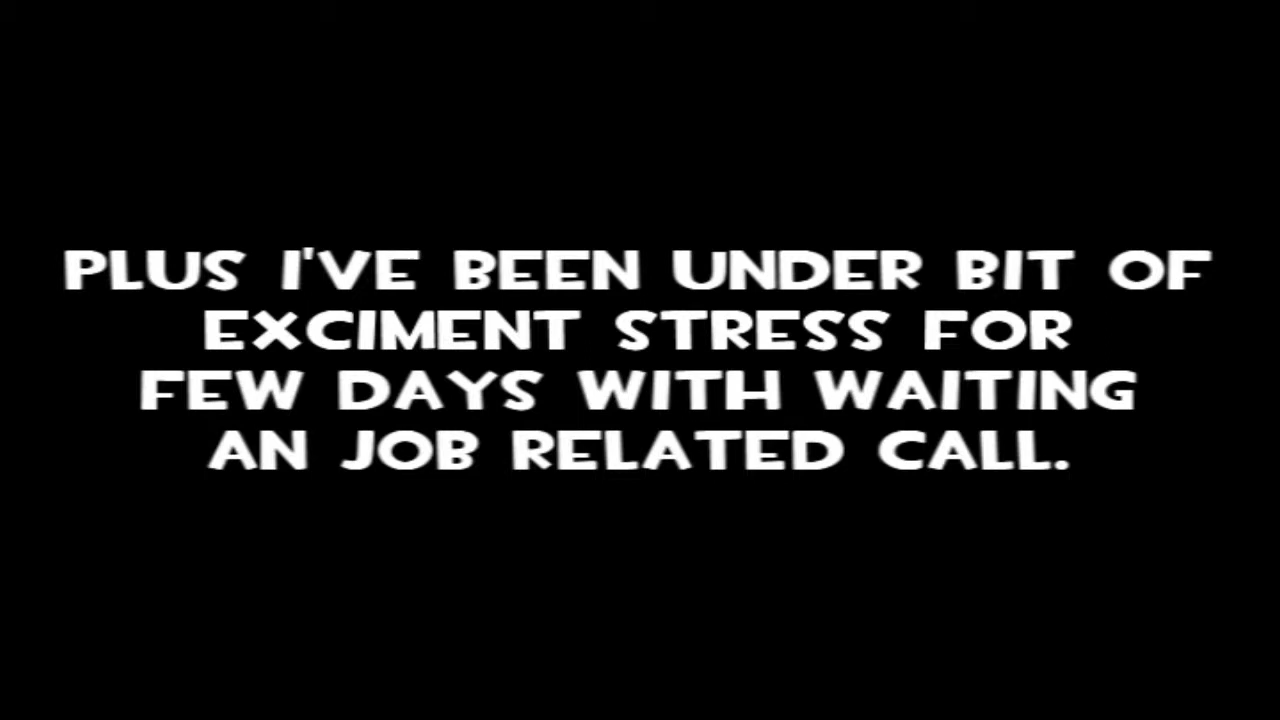 PLUS I'VE BEEN UNDER BIT OF
EXCIMENT STRESS FOR
FEW DAYS WITH WAITING
AN JOB RELATED CALL.